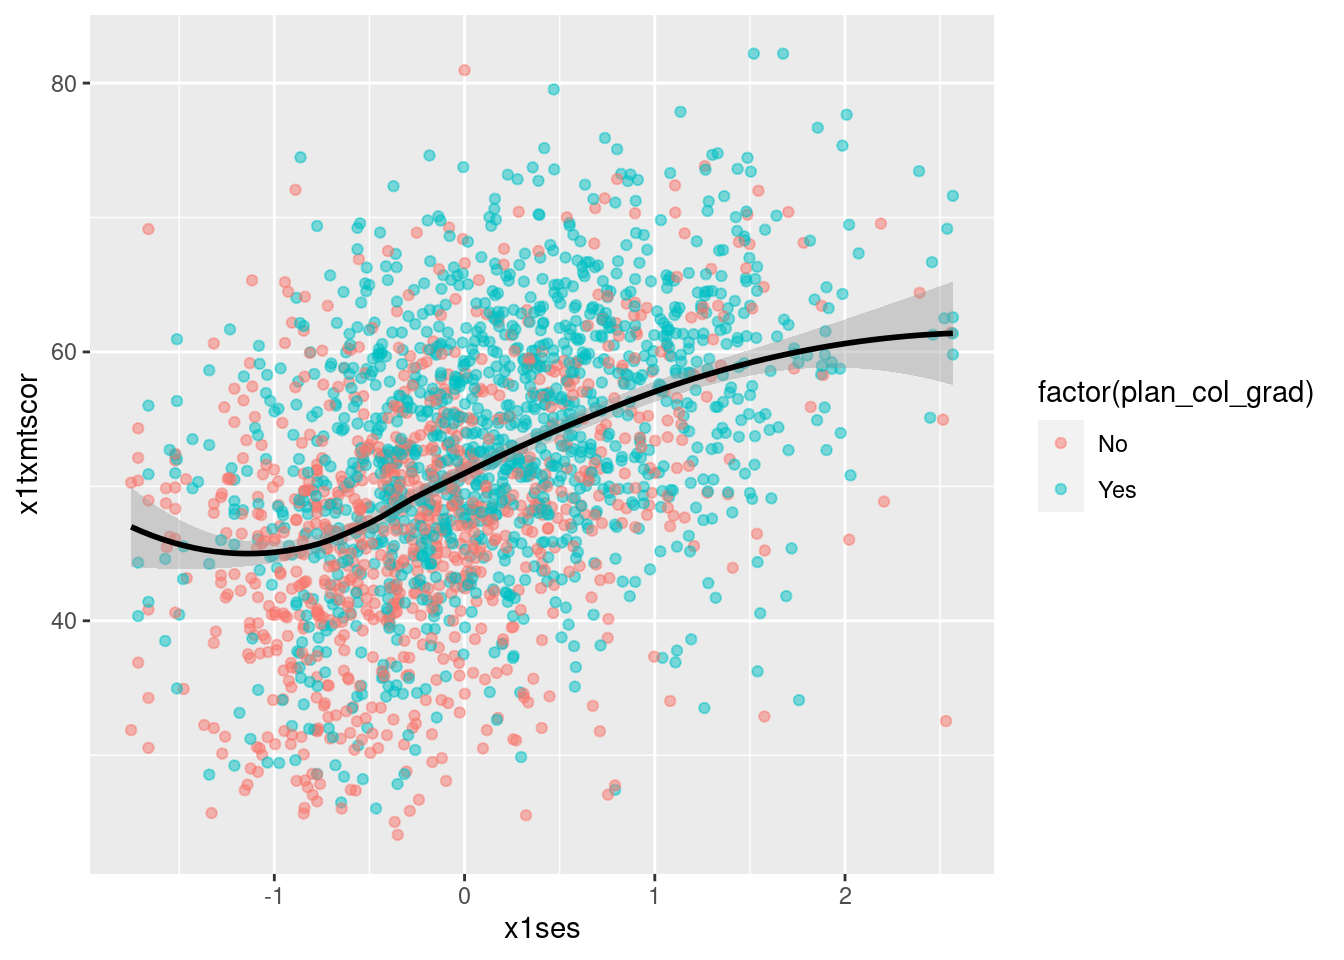 x1txmtscor
80
60
40
-1
0
1
2
x1ses
factor(plan_col_grad)
No
Yes